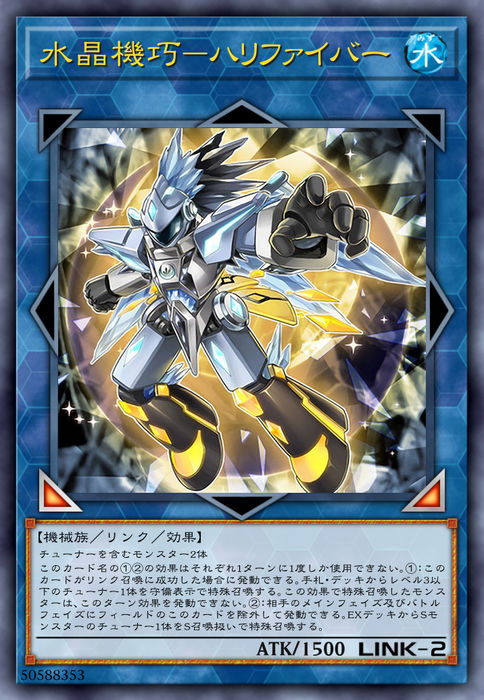 水晶機巧－ハリファイバー
みず
水
【機械族／リンク／効果】
チューナーを含むモンスター2体
このカード名の①②の効果はそれぞれ1ターンに1度しか使用できない。①：この
カードがリンク召喚に成功した場合に発動できる。手札・デッキからレベル3以
下のチューナー1体を守備表示で特殊召喚する。この効果で特殊召喚したモンス
ターは、このターン効果を発動できない。②：相手のメインフェイズ及びバトル
フェイズにフィールドのこのカードを除外して発動できる。EXデッキからSモ
ンスターのチューナー1体をS召喚扱いで特殊召喚する。
ATK/1500 LINK-2
50588353